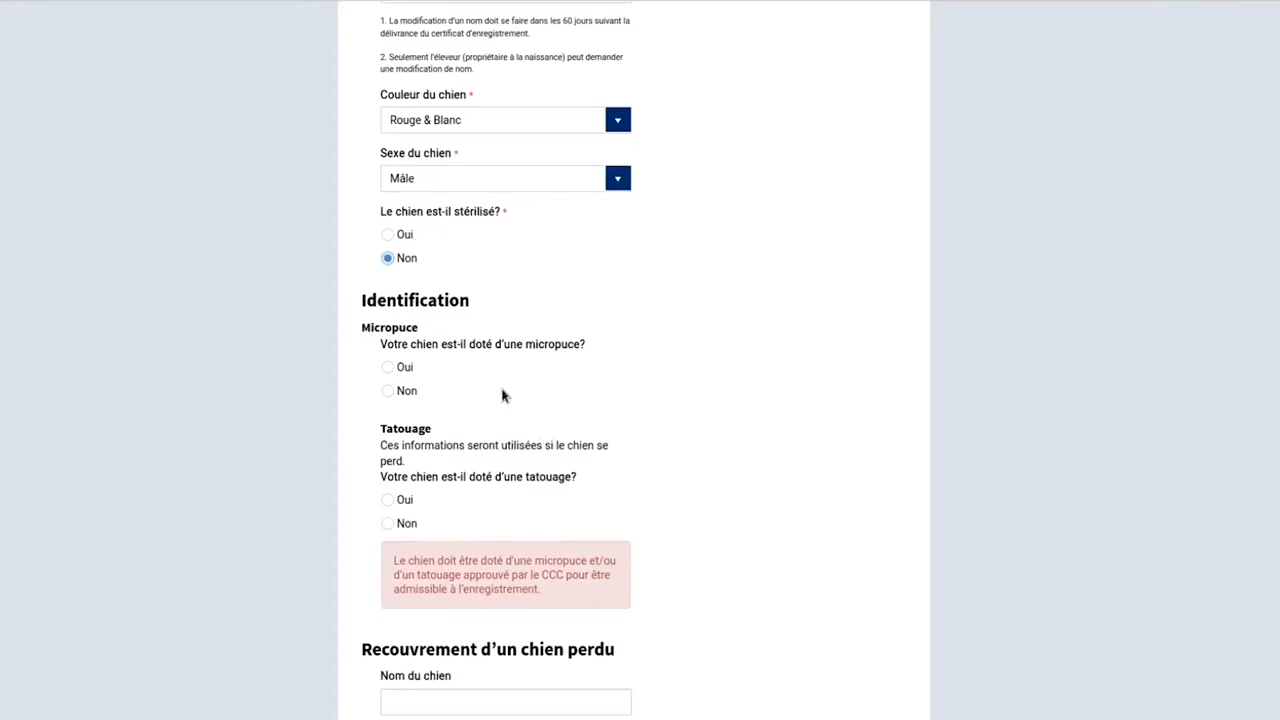 1. La modification d'un nom doit se faire dans les 60 jours suivant la
délivrance du certificat d'enregistrement.
2. Seulement l'éleveur (propriétaire à la naissance) peut demander
une modification de nom.
Couleur du chien *
Rouge & Blanc
Sexe du chien *
Mâle
Le chien est-il stérilisé? *
Oui
Non
Identification
Micropuce
Votre chien est-il doté d'une micropuce?
Oui
Non
Tatouage
Ces informations seront utilisées si le chien se
perd.
Votre chien est-il doté d'une tatouage?
Oui
Non
Le chien doit être doté d'une micropuce et/ou
d'un tatouage approuvé par le CCC pour être
admissible à l'enregistrement.
Recouvrement d’un chien perdu
Nom du chien